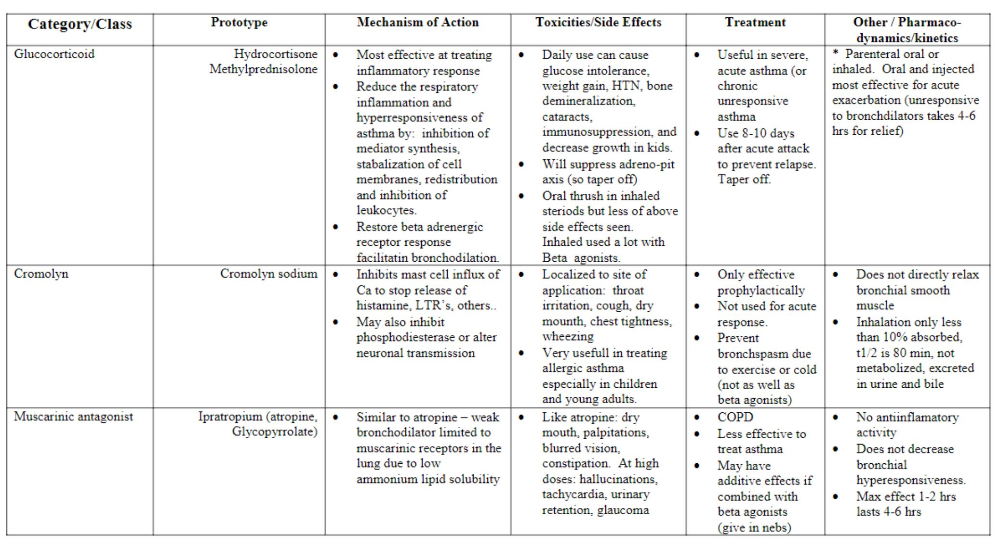 Category/Class
Prototype
Mechanism of Action
Toxicities/Side Effects
Treatment
Other / Pharmaco-
dynamics/kinetics
Glucocorticoid
Hydrocortisone
Methylprednisolone
• Most effective at treating
inflammatory response
• Reduce the respiratory
inflammation and
hyperresponsiveness of
asthma by:  inhibition of
mediator synthesis,
stabalization of cell
membranes, redistribution
and inhibition of
leukocytes.
• Restore beta adrenergic
receptor response
facilitatin bronchodilation.
• Daily use can cause
glucose intolerance,
weight gain, HTN, bone
demineralization,
cataracts,
immunosuppression, and
decrease growth in kids.
• Will suppress adreno-pit
axis (so taper off)
• Oral thrush in inhaled
steriods but less of above
side effects seen.
Inhaled used a lot with
Beta  agonists.
• Useful in severe,
acute asthma (or
chronic
unresponsive
asthma
• Use 8-10 days
after acute attack
to prevent relapse.
Taper off.
*  Parenteral oral or
inhaled.  Oral and injected
most effective for acute
exacerbation (unresponsive
to bronchdilators takes 4-6
hrs for relief)
Cromolyn
Cromolyn sodium
• Inhibits mast cell influx of
Ca to stop release of
histamine, LTR's, others..
• May also inhibit
phosphodiesterase or alter
neuronal transmission
• Localized to site of
application:  throat
irritation, cough, dry
mounth, chest tightness,
wheezing
• Very usefull in treating
allergic asthma
especially in children
and young adults.
• Only effective
prophylactically
• Not used for acute
response.
• Prevent
bronchspasm due
to exercise or cold
(not as well as
beta agonists)
• Does not directly relax
bronchial smooth
muscle
• Inhalation only less
than 10% absorbed,
t1/2 is 80 min, not
metabolized, excreted
in urine and bile
Muscarinic antagonist
Ipratropium (atropine,
Glycopyrrolate)
• Similar to atropine – weak
bronchodilator limited to
muscarinic receptors in the
lung due to low
ammonium lipid solubility
• Like atropine: dry
mouth, palpitations,
blurred vision,
constipation.  At high
doses: hallucinations,
tachycardia, urinary
retention, glaucoma
• COPD
• Less effective to
treat asthma
• May have
additive effects if
combined with
beta agonists
(give in nebs)
• No antiinflamatory
activity
• Does not decrease
bronchial
hyperesponsiveness.
• Max effect 1-2 hrs
lasts 4-6 hrs